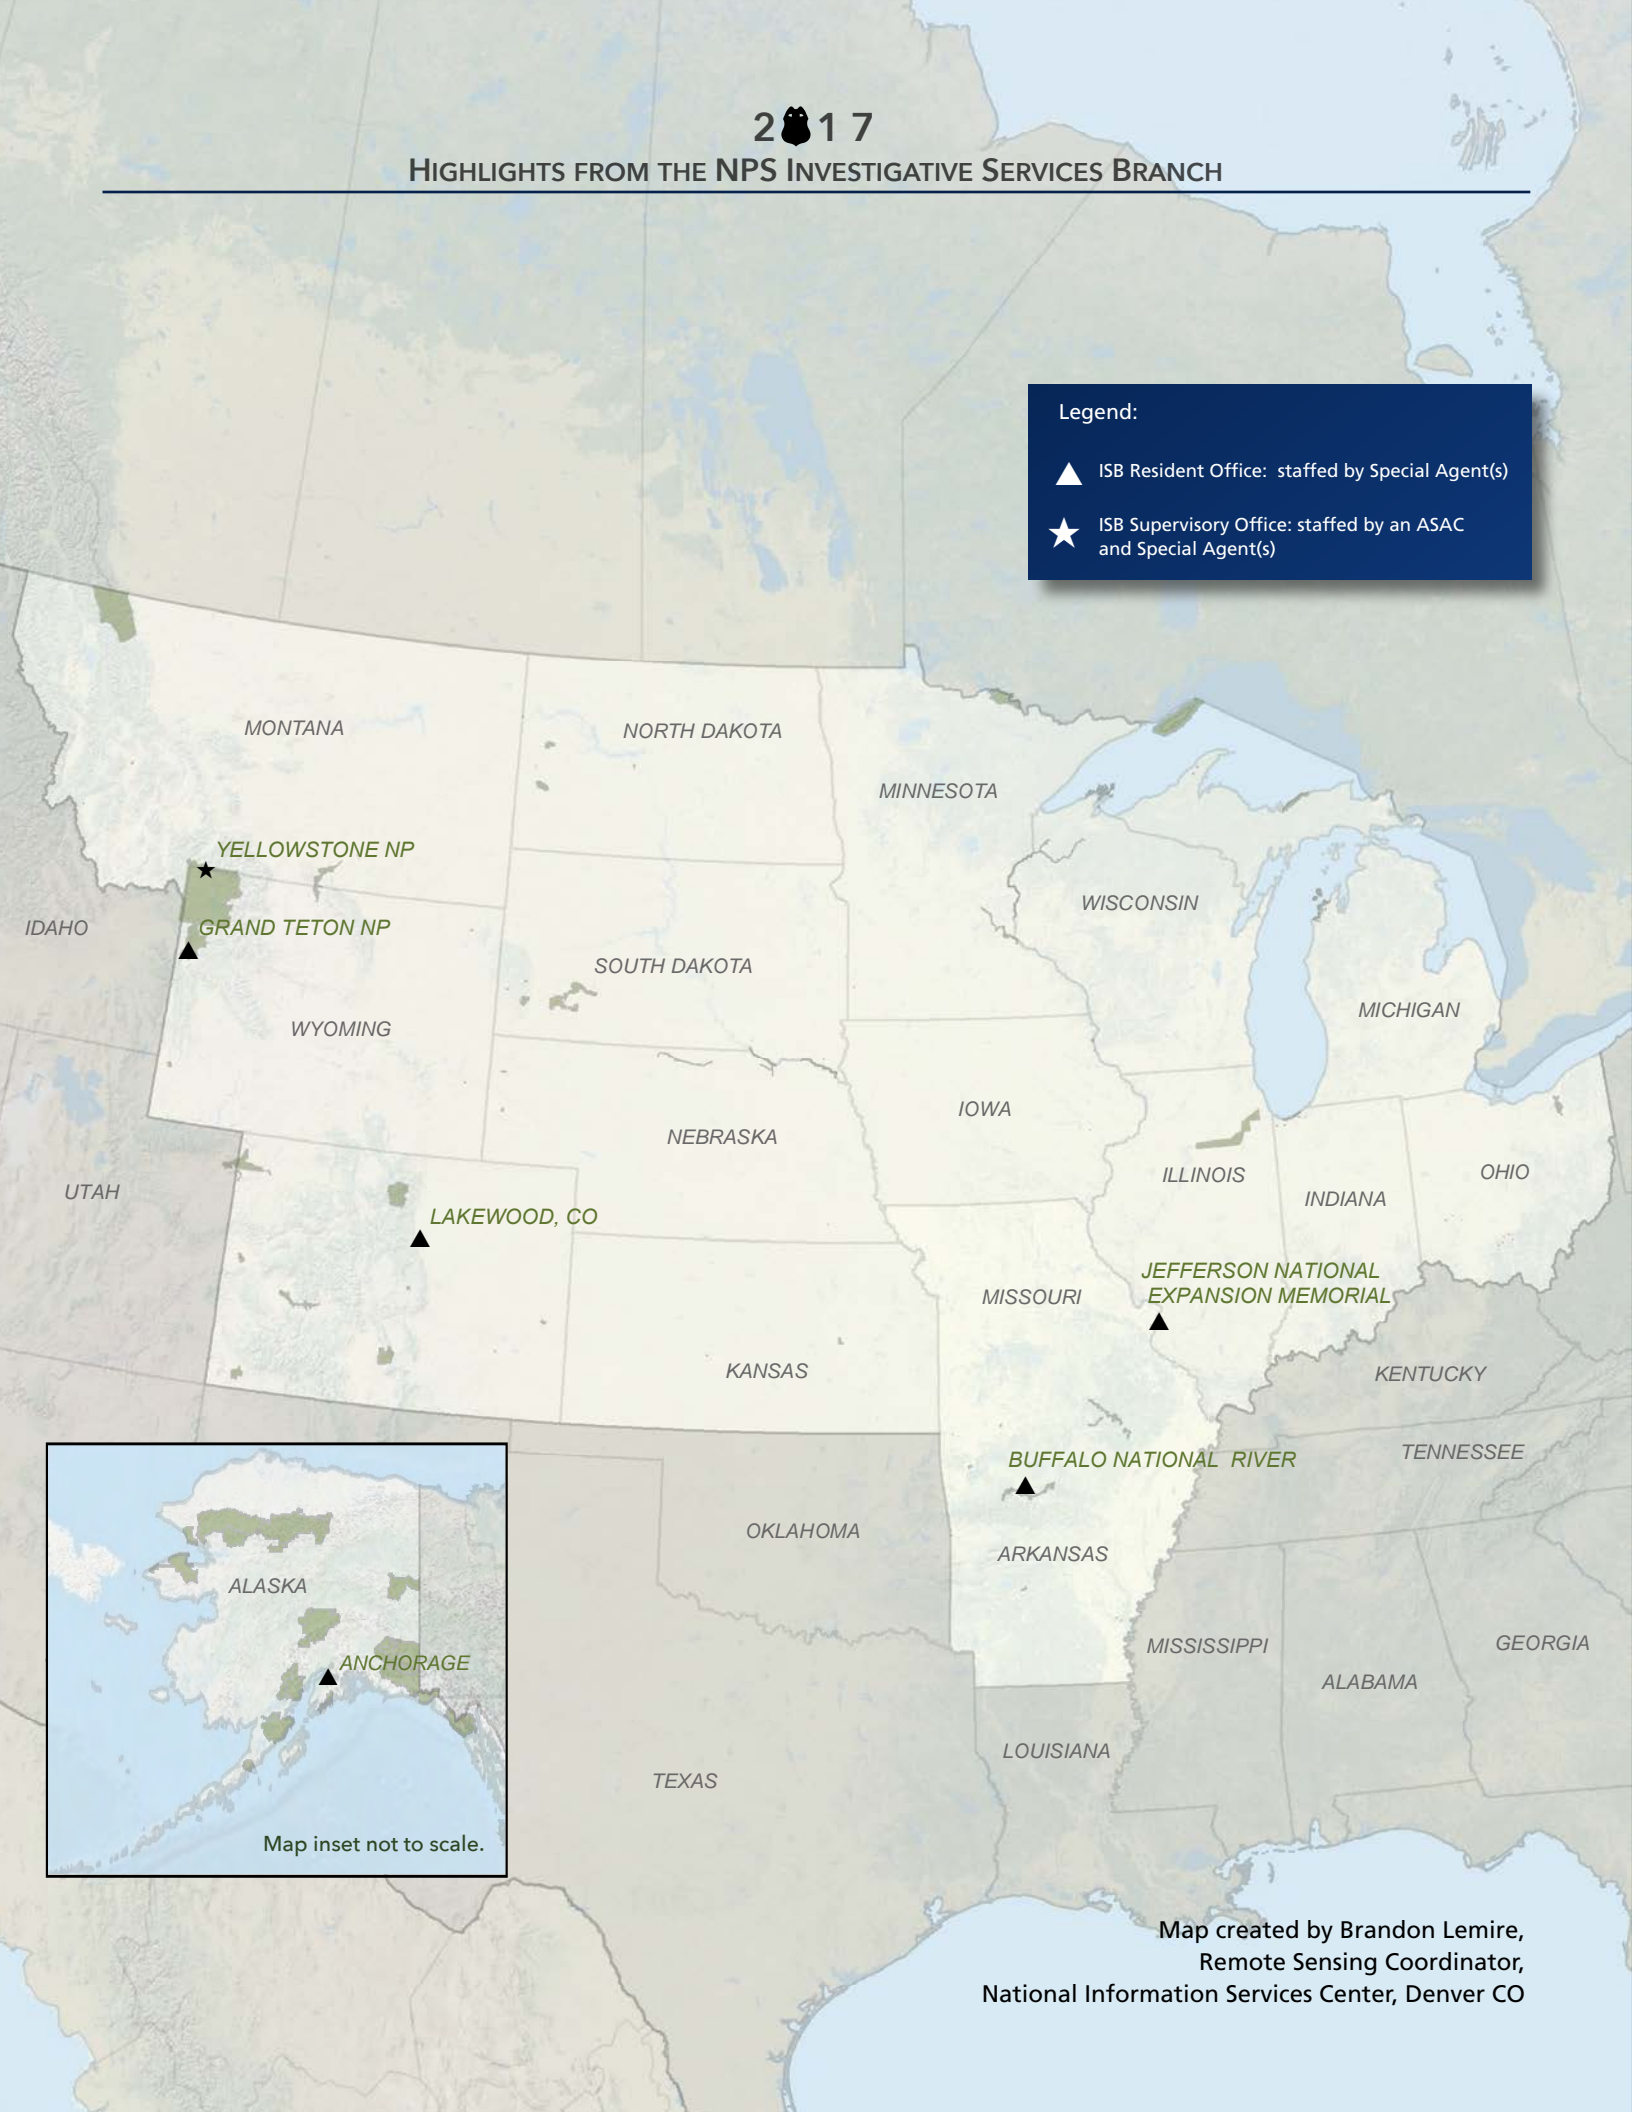 2017
HIGHLIGHTS FROM THE NPS INVESTIGATIVE SERVICES BRANCH
Legend:
ISB Resident Office: staffed by Special Agent(s)
ISB Supervisory Office: staffed by an ASAC
and Special Agent(s)
MONTANA
NORTH DAKOTA
MINNESOTA
YELLOWSTONE NP
WISCONSIN
IDAHO
GRAND TETON NP
SOUTH DAKOTA
MICHIGAN
WYOMING
IOWA
NEBRASKA
ILLINOIS
OHIO
UTAH
INDIANA
LAKEWOOD, CO
JEFFERSON NATIONAL
EXPANSION MEMORIAL
MISSOURI
KANSAS
KENTUCKY
TENNESSEE
BUFFALO NATIONAL RIVER
OKLAHOMA
ARKANSAS
ALASKA
MISSISSIPPI
GEORGIA
ANCHORAGE
ALABAMA
LOUISIANA
TEXAS
Map inset not to scale.
Map created by Brandon Lemire,
Remote Sensing Coordinator,
National Information Services Center, Denver CO